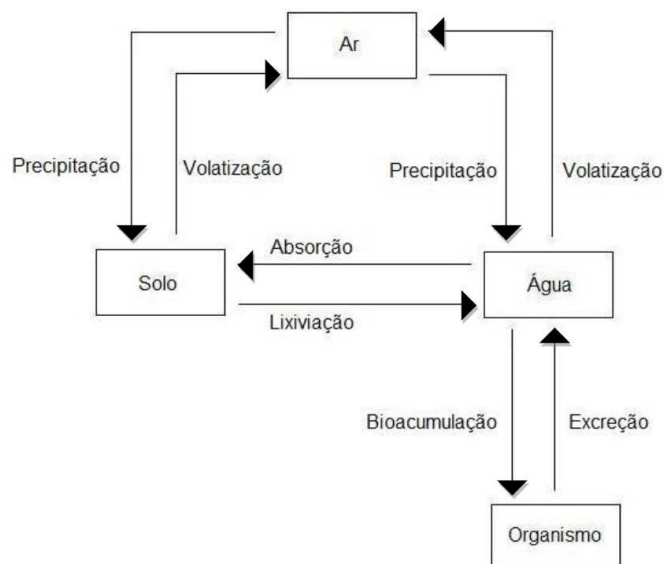 Ar
Precipitação
Volatização
Precipitação
Volatização
Absorção
Solo
Água
Lixiviação
Bioacumulação
Excreção
Organismo